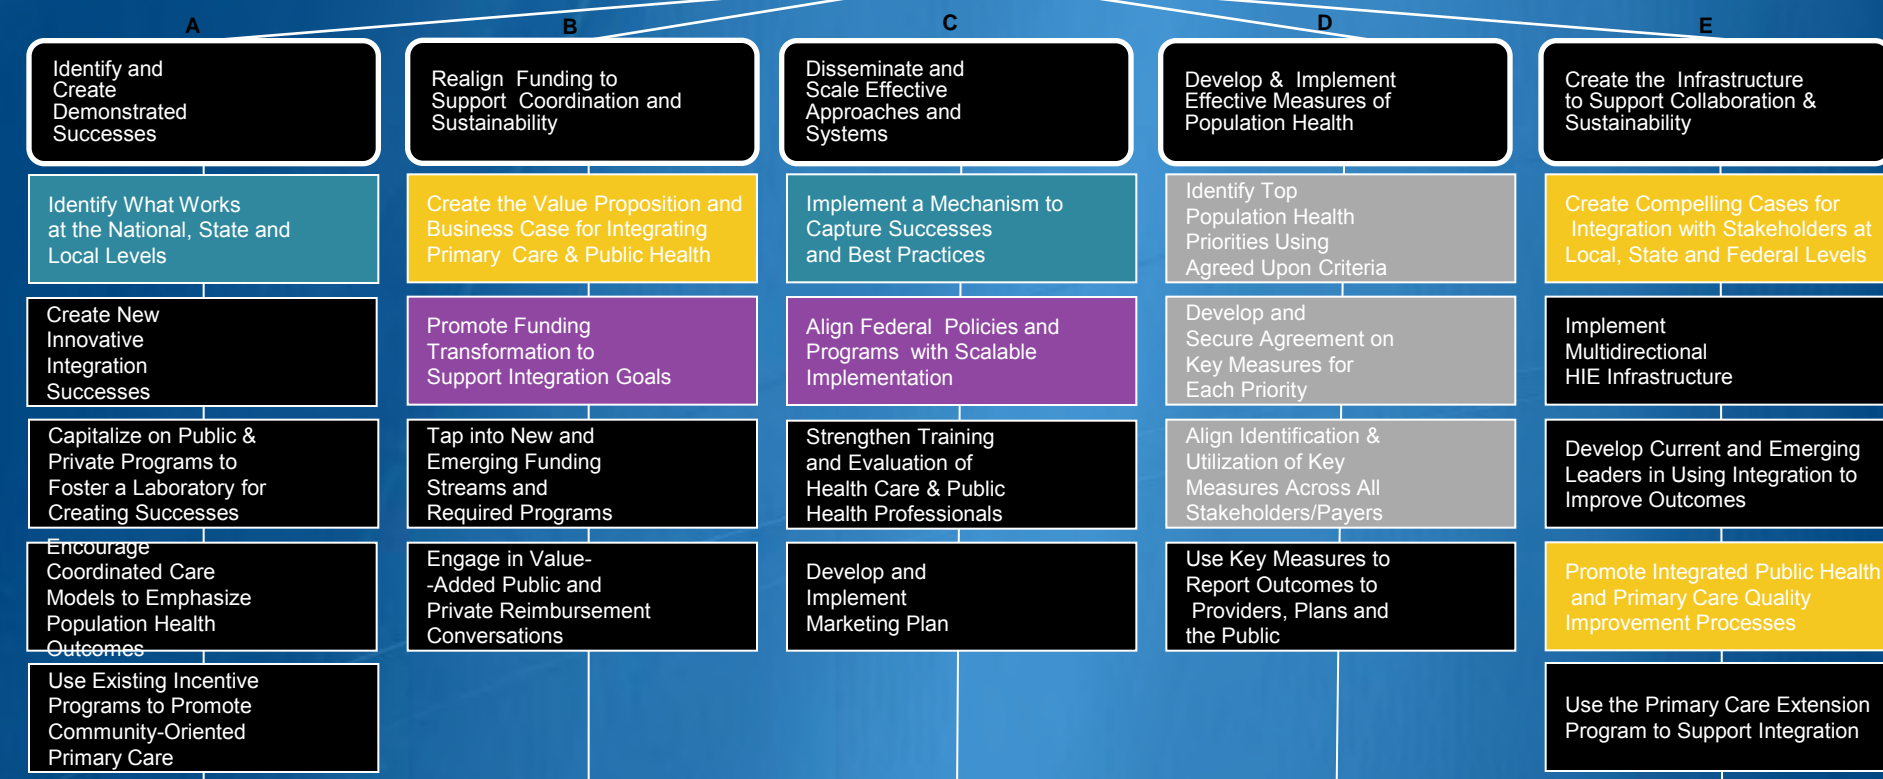 A
Identify and
Create
Demonstrated
Successes
Identify What Works
at the National, State and
Local Levels
Create New
Innovative
Integration
Successes
Capitalize on Public &
Private Programs to
Foster a Laboratory for
Creating Successes
Encourage
Coordinated Care
Models to Emphasize
Population Health
Outcomes
Use Existing Incentive
Programs to Promote
Community-Oriented
Primary Care
B
Realign Funding to
Support Coordination and
Sustainability
Create the Value Proposition and
Business Case for Integrating
Primary Care & Public Health
Promote Funding
Transformation to
Support Integration Goals
Tap into New and
Emerging Funding
Streams and
Required Programs
Engage in Value-
-Added Public and
Private Reimbursement
Conversations
C
Disseminate and
Scale Effective
Approaches and
Systems
Implement a Mechanism to
Capture Successes
and Best Practices
Align Federal Policies and
Programs with Scalable
Implementation
Strengthen Training
and Evaluation of
Health Care & Public
Health Professionals
Develop and
Implement
Marketing Plan
D
Develop & Implement
Effective Measures of
Population Health
Identify Top
Population Health
Priorities Using
Agreed Upon Criteria
Develop and
Secure Agreement on
Key Measures for
Each Priority
Align Identification &
Utilization of Key
Measures Across All
Stakeholders/Payers
Use Key Measures to
Report Outcomes to
Providers, Plans and
the Public
E
Create the Infrastructure
to Support Collaboration &
Sustainability
Create Compelling Cases for
Integration with Stakeholders at
Local, State and Federal Levels
Implement
Multidirectional
HIE Infrastructure
Develop Current and Emerging
Leaders in Using Integration to
Improve Outcomes
Promote Integrated Public Health
and Primary Care Quality
Improvement Processes
Use the Primary Care Extension
Program to Support Integration